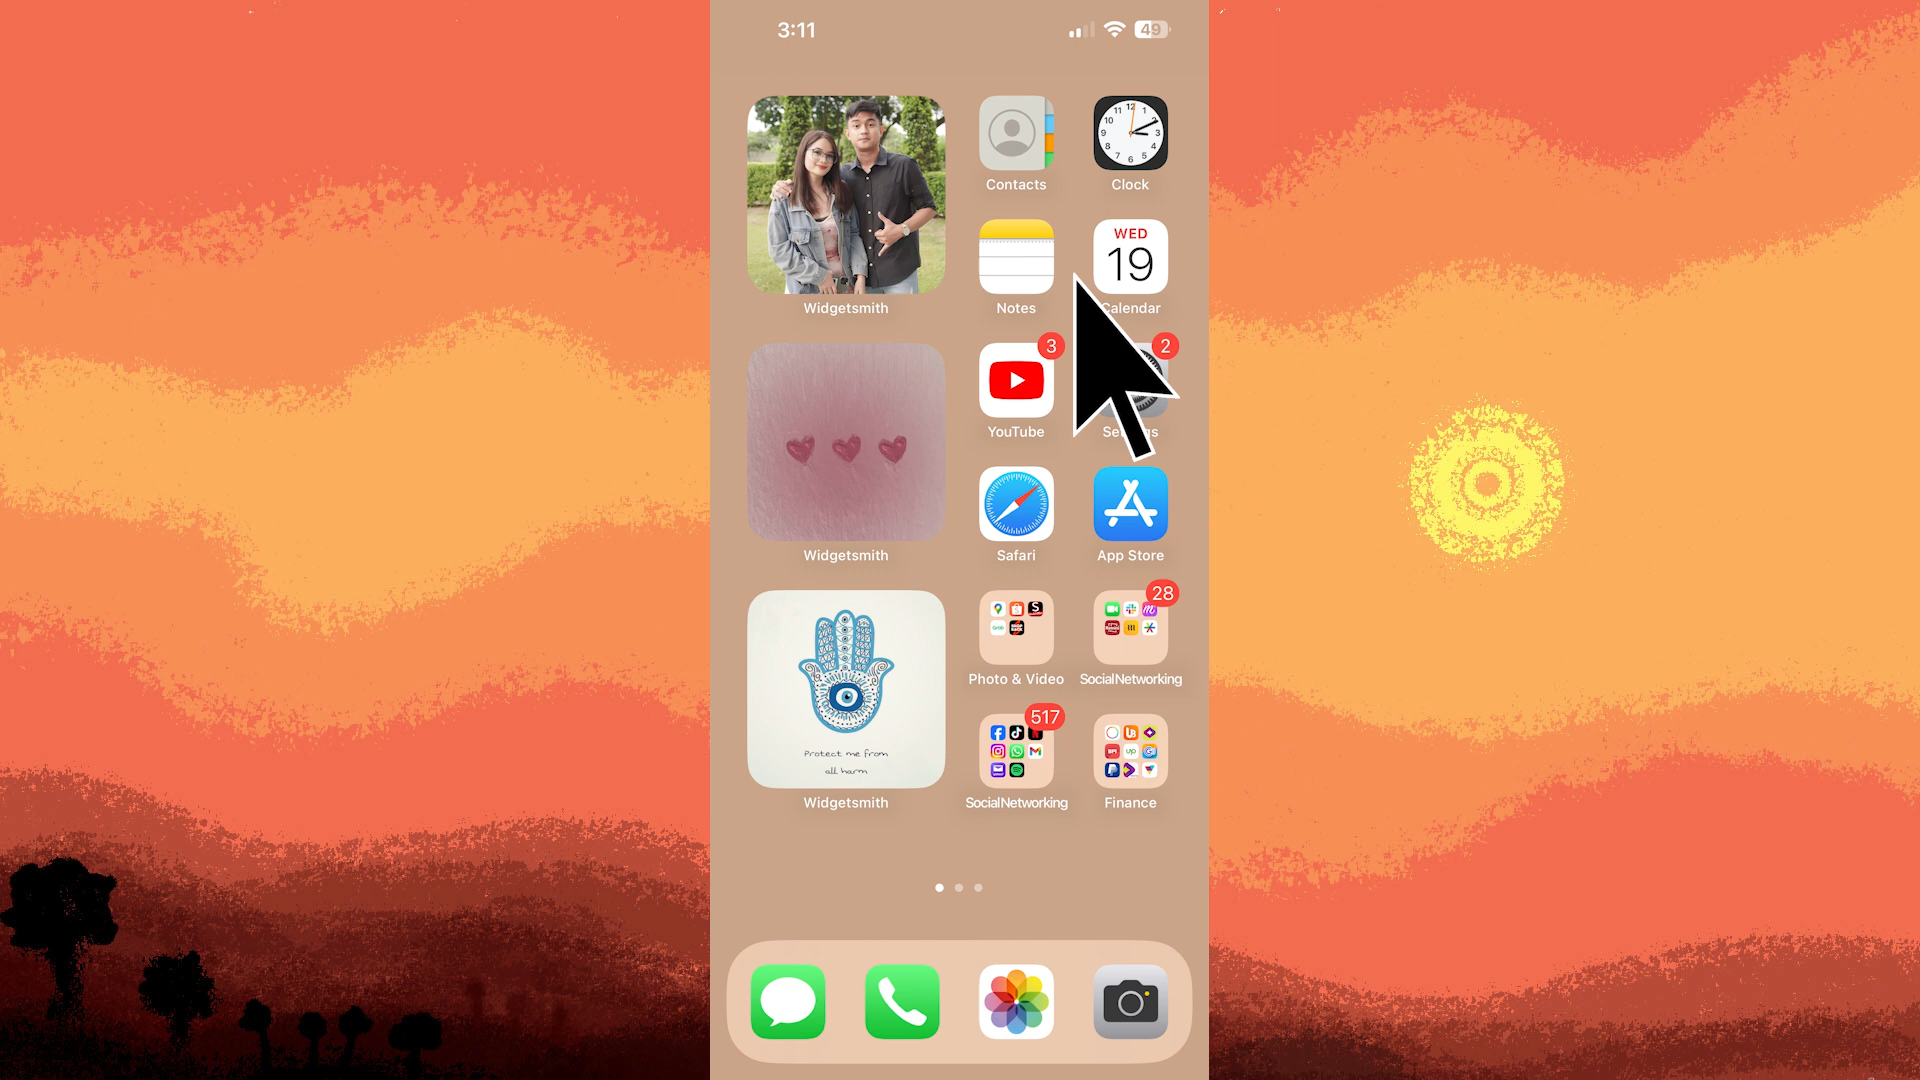 3:11
49
Contacts
Clock
Widgetsmith
WED
19
Notes
Calendar
3
2
YouTube
Widgetsmith
Safari
App Store
28
Photo & Video
SocialNetworking
Protect me from
all harm
517
Widgetsmith
SocialNetworking
Finance